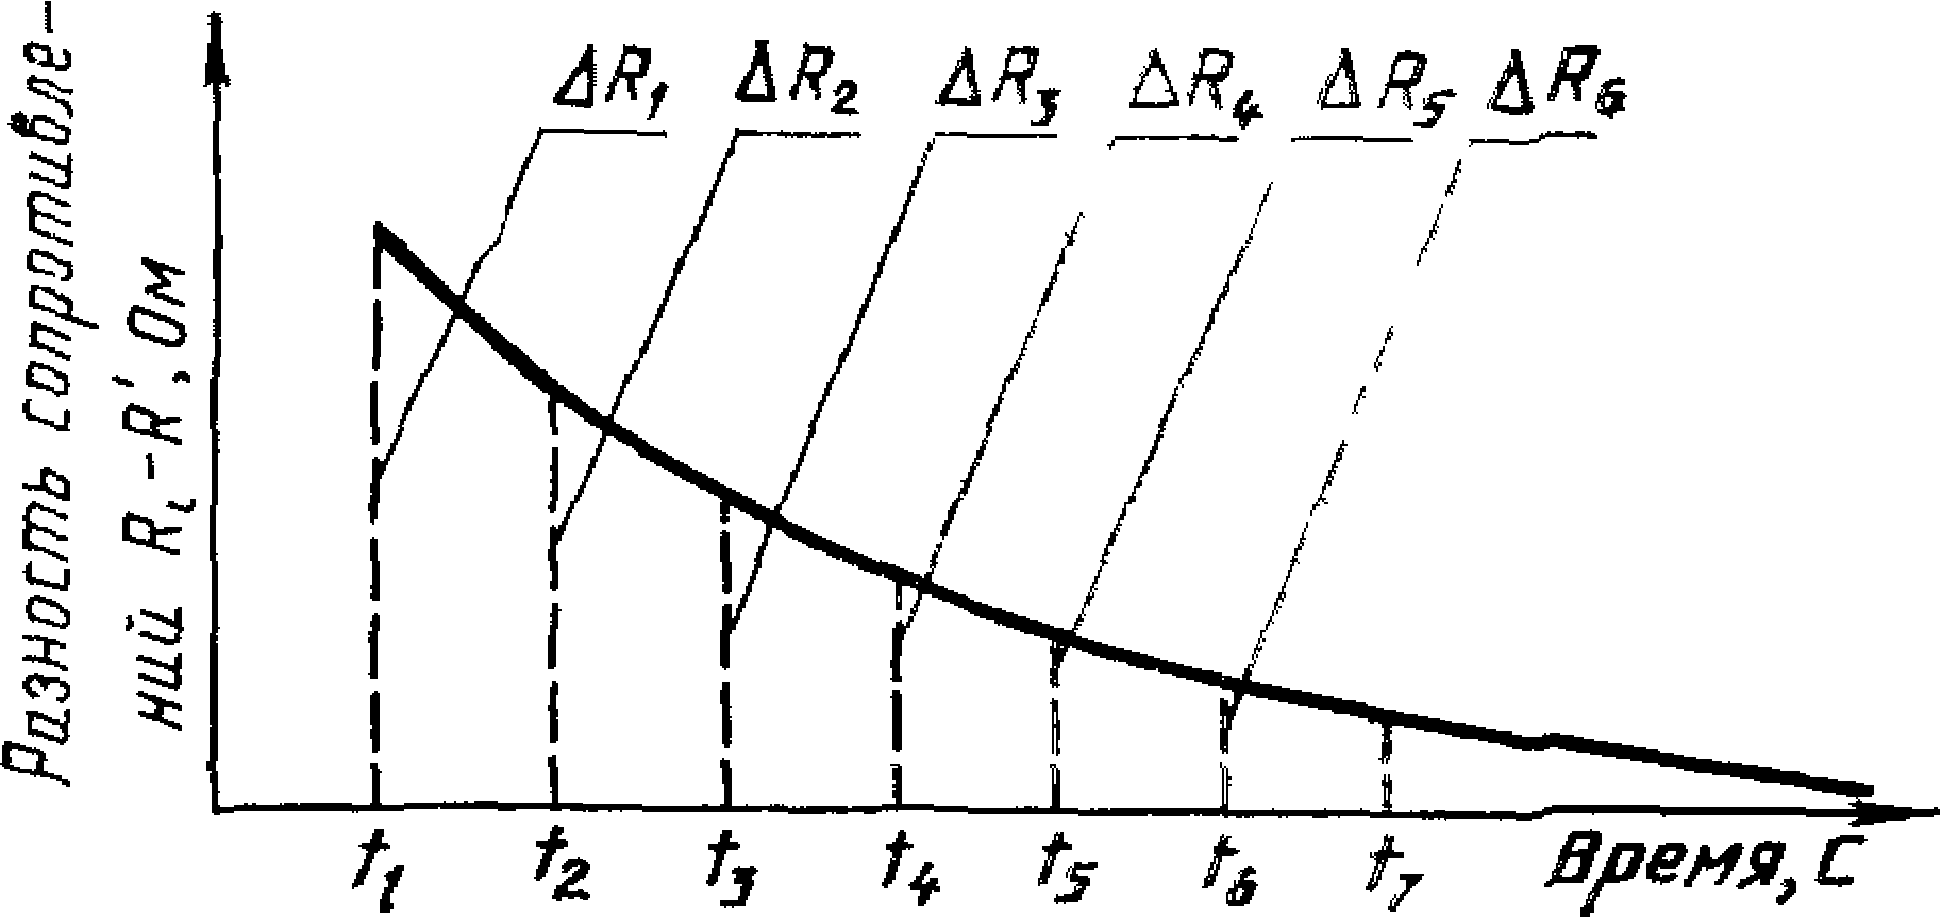 Разность сопротивле-
ний Rᵢ-R', Ом
ΔR₁ ΔR₂ ΔR₃ ΔR₄ ΔR₅ ΔR₆
t₁ t₂ t₃ t₄ t₅ t₆ t₇ Время, С